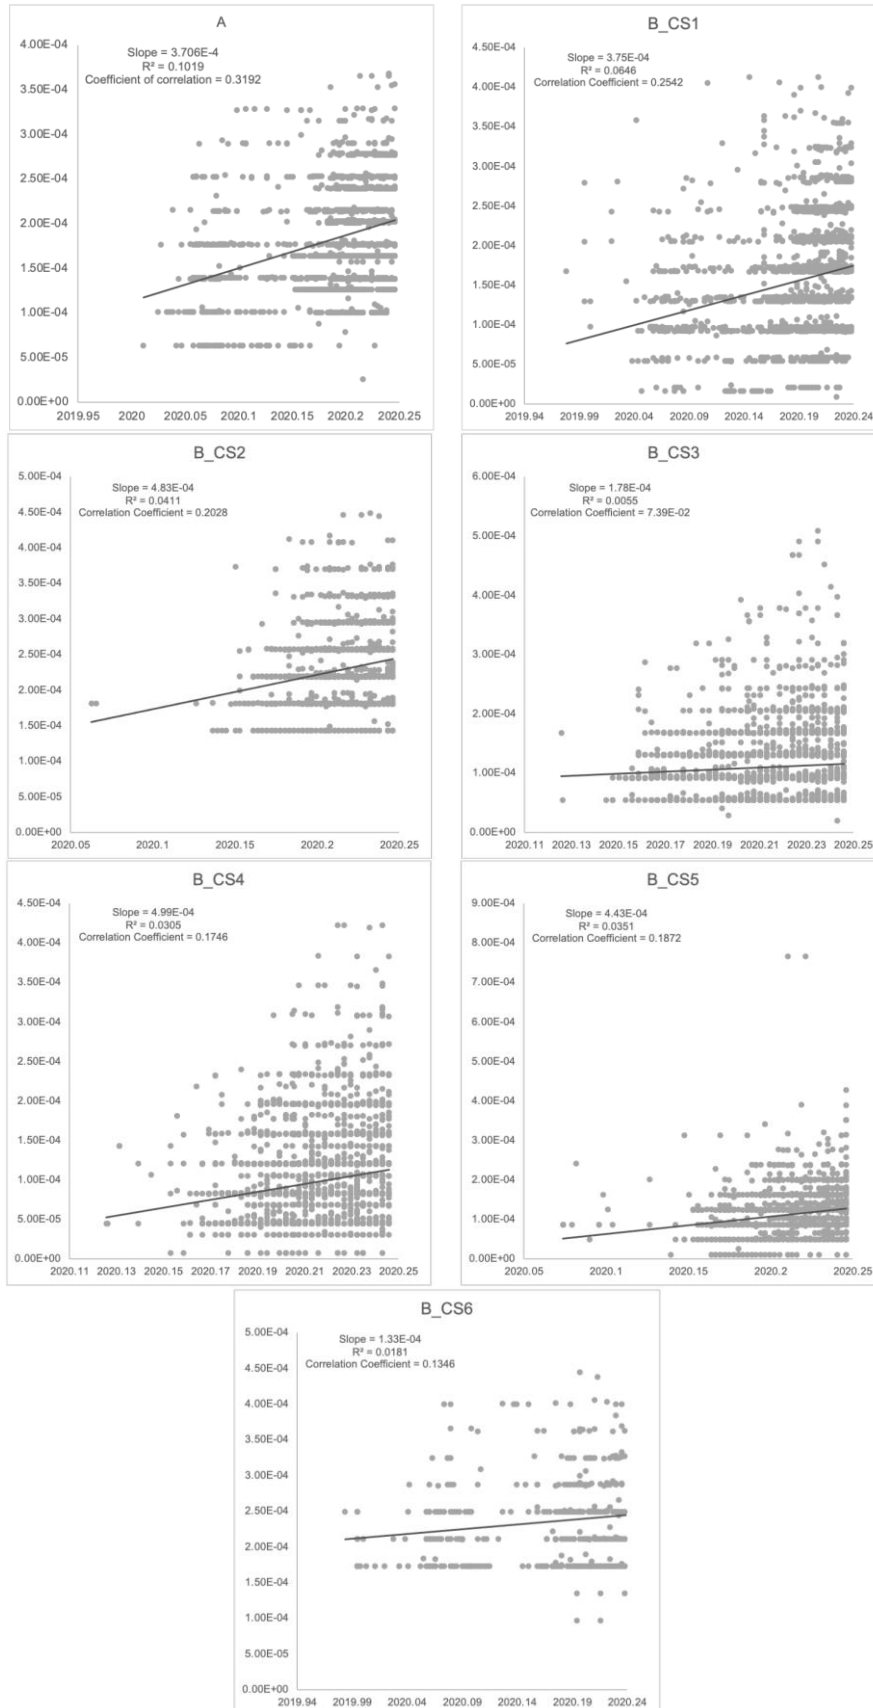 A
Slope = 3.706E-4
R² = 0.1019
Coefficient of correlation = 0.3192
4.00E-04
3.50E-04
3.00E-04
2.50E-04
2.00E-04
1.50E-04
1.00E-04
5.00E-05
0.00E+00
2019.95 2020 2020.05 2020.1 2020.15 2020.2 2020.25
B_CS1
Slope = 3.75E-04
R² = 0.0646
Correlation Coefficient = 0.2542
4.50E-04
4.00E-04
3.50E-04
3.00E-04
2.50E-04
2.00E-04
1.50E-04
1.00E-04
5.00E-05
0.00E+00
2019.94 2019.99 2020.04 2020.09 2020.14 2020.19 2020.24
B_CS2
Slope = 4.83E-04
R² = 0.0411
Correlation Coefficient = 0.2028
5.00E-04
4.50E-04
4.00E-04
3.50E-04
3.00E-04
2.50E-04
2.00E-04
1.50E-04
1.00E-04
5.00E-05
0.00E+00
2020.05 2020.1 2020.15 2020.2 2020.25
B_CS3
Slope = 1.78E-04
R² = 0.0055
Correlation Coefficient = 7.39E-02
6.00E-04
5.00E-04
4.00E-04
3.00E-04
2.00E-04
1.00E-04
0.00E+00
2020.11 2020.13 2020.15 2020.17 2020.19 2020.21 2020.23 2020.25
B_CS4
Slope = 4.99E-04
R² = 0.0305
Correlation Coefficient = 0.1746
4.50E-04
4.00E-04
3.50E-04
3.00E-04
2.50E-04
2.00E-04
1.50E-04
1.00E-04
5.00E-05
0.00E+00
2020.11 2020.13 2020.15 2020.17 2020.19 2020.21 2020.23 2020.25
B_CS5
Slope = 4.43E-04
R² = 0.0351
Correlation Coefficient = 0.1872
9.00E-04
8.00E-04
7.00E-04
6.00E-04
5.00E-04
4.00E-04
3.00E-04
2.00E-04
1.00E-04
0.00E+00
2020.05 2020.1 2020.15 2020.2 2020.25
B_CS6
Slope = 1.33E-04
R² = 0.0181
Correlation Coefficient = 0.1346
5.00E-04
4.50E-04
4.00E-04
3.50E-04
3.00E-04
2.50E-04
2.00E-04
1.50E-04
1.00E-04
5.00E-05
0.00E+00
2019.94 2019.99 2020.04 2020.09 2020.14 2020.19 2020.24